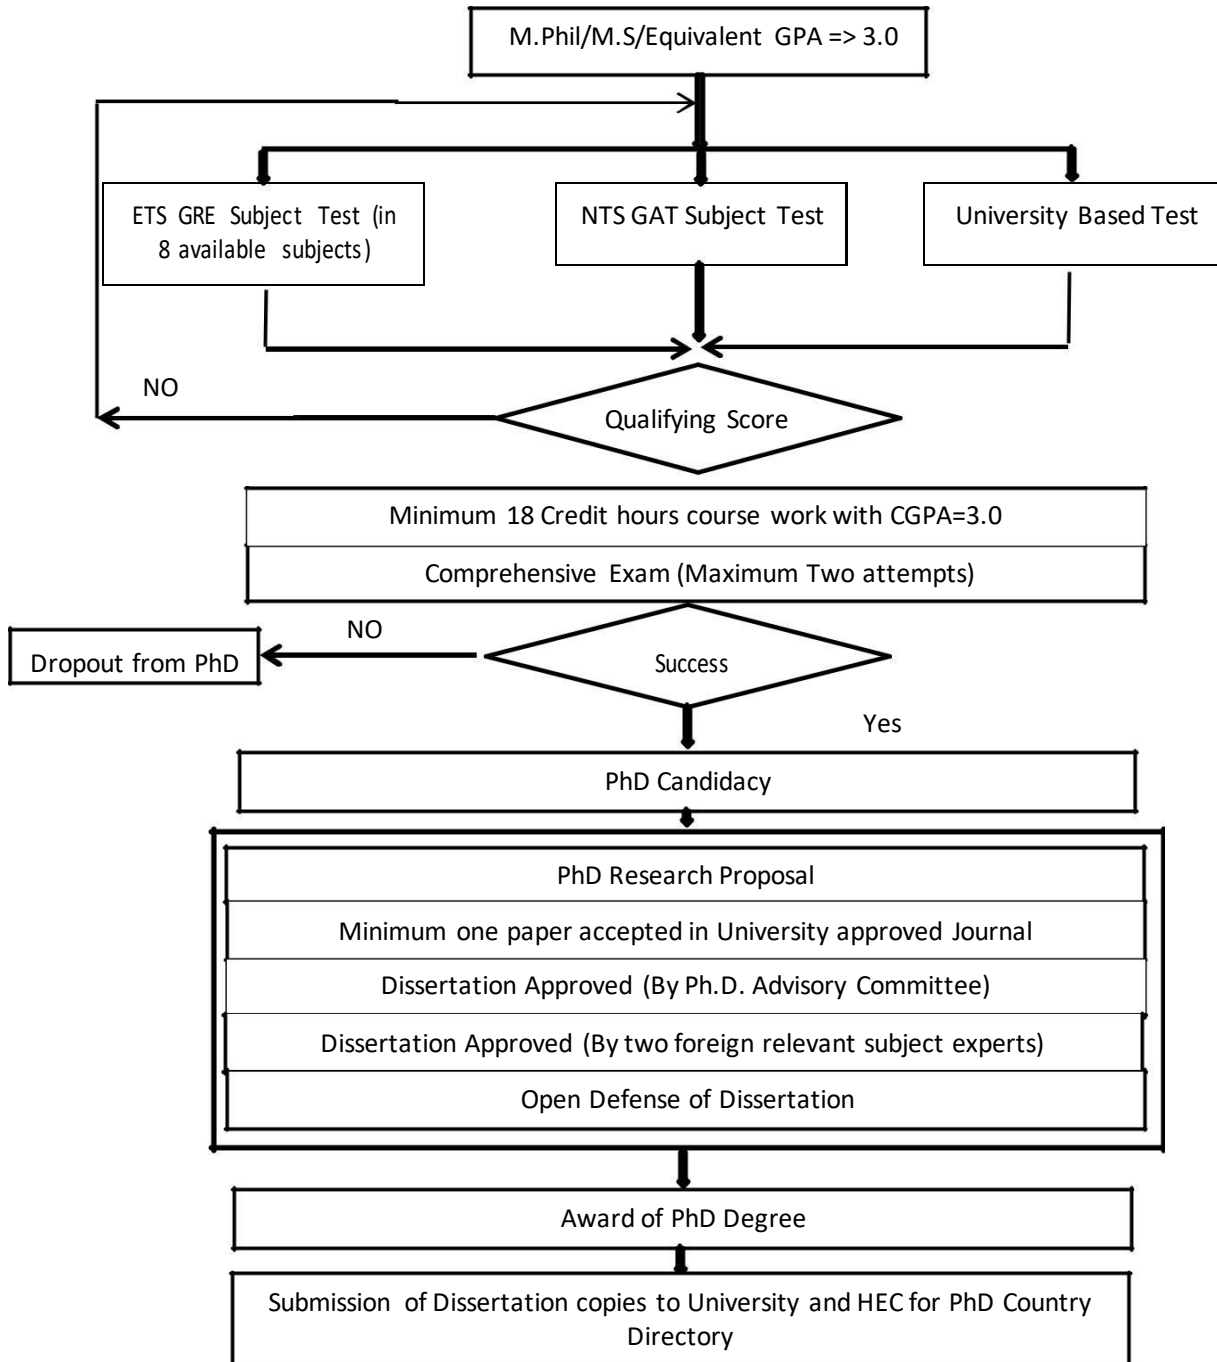 M.Phil/M.S/Equivalent GPA => 3.0
ETS GRE Subject Test (in
8 available subjects)
NTS GAT Subject Test
University Based Test
NO
Qualifying Score
Minimum 18 Credit hours course work with CGPA=3.0
Comprehensive Exam (Maximum Two attempts)
NO
Dropout from PhD
Success
Yes
PhD Candidacy
PhD Research Proposal
Minimum one paper accepted in University approved Journal
Dissertation Approved (By Ph.D. Advisory Committee)
Dissertation Approved (By two foreign relevant subject experts)
Open Defense of Dissertation
Award of PhD Degree
Submission of Dissertation copies to University and HEC for PhD Country
Directory